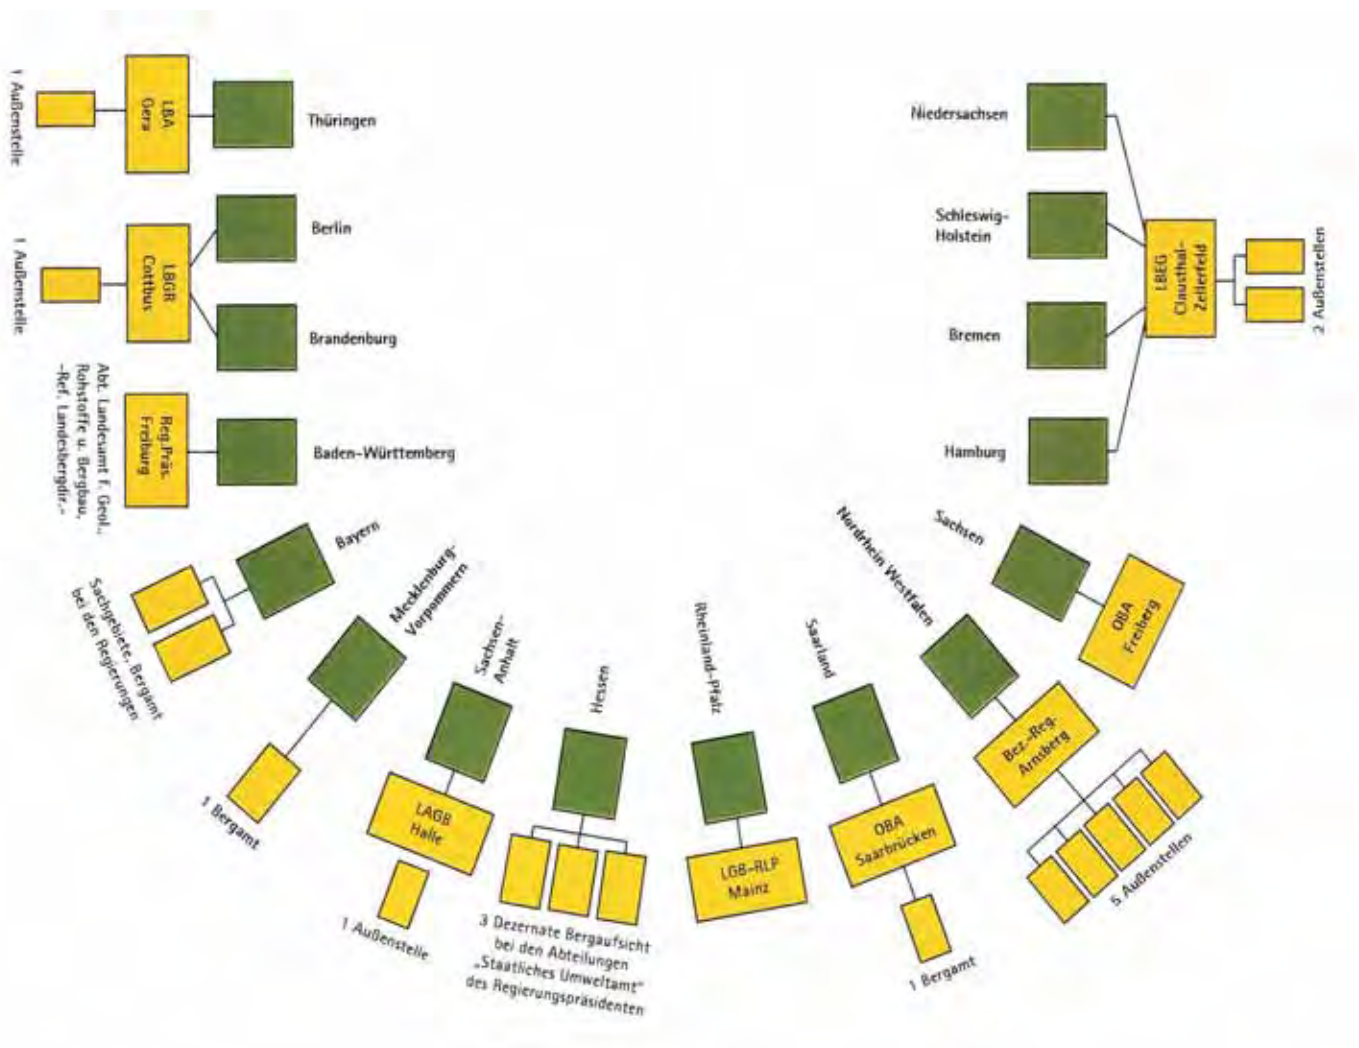 1 Außenstelle
LBA
Gera
Thüringen
1 Außenstelle
LBGR
Cottbus
Berlin
Brandenburg
Abt. Landesamt f. Geol.,
Rohstoffe u. Bergbau,
-Ref. Landesbergdir.-
Reg.Präs.
Freiburg
Baden-Württemberg
Sachgebiete, Bergamt
bei den Regierungen
Bayern
1 Bergamt
Mecklenburg-
Vorpommern
Sachsen-
Anhalt
LAGB
Halle
1 Außenstelle
Hessen
3 Dezernate Bergaufsicht
bei den Abteilungen
„Staatliches Umweltamt“
des Regierungspräsidenten
Rheinland-Pfalz
LGB-RLP
Mainz
Saarland
OBA
Saarbrücken
1 Bergamt
Nordrhein Westfalen
Bez.-Reg.
Arnsberg
5 Außenstellen
Sachsen
OBA
Freiberg
Niedersachsen
Schleswig-
Holstein
Bremen
Hamburg
LBEG
Clausthal-
Zellerfeld
2 Außenstellen